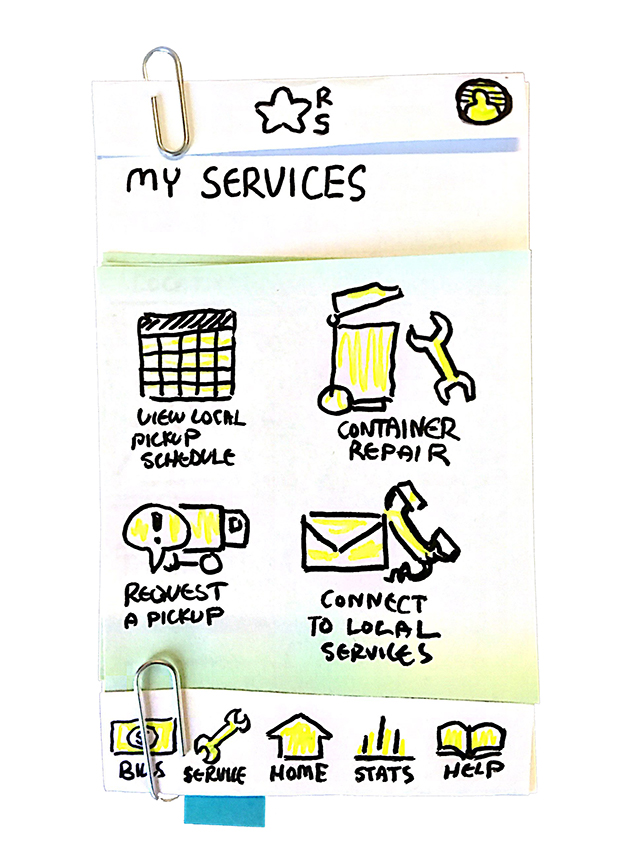 R
S
MY SERVICES
VIEW LOCAL
PICKUP
SCHEDULE
CONTAINER
REPAIR
!
REQUEST
A PICKUP
CONNECT
TO LOCAL
SERVICES
$
BILLS
SERVICE
HOME
STATS
HELP